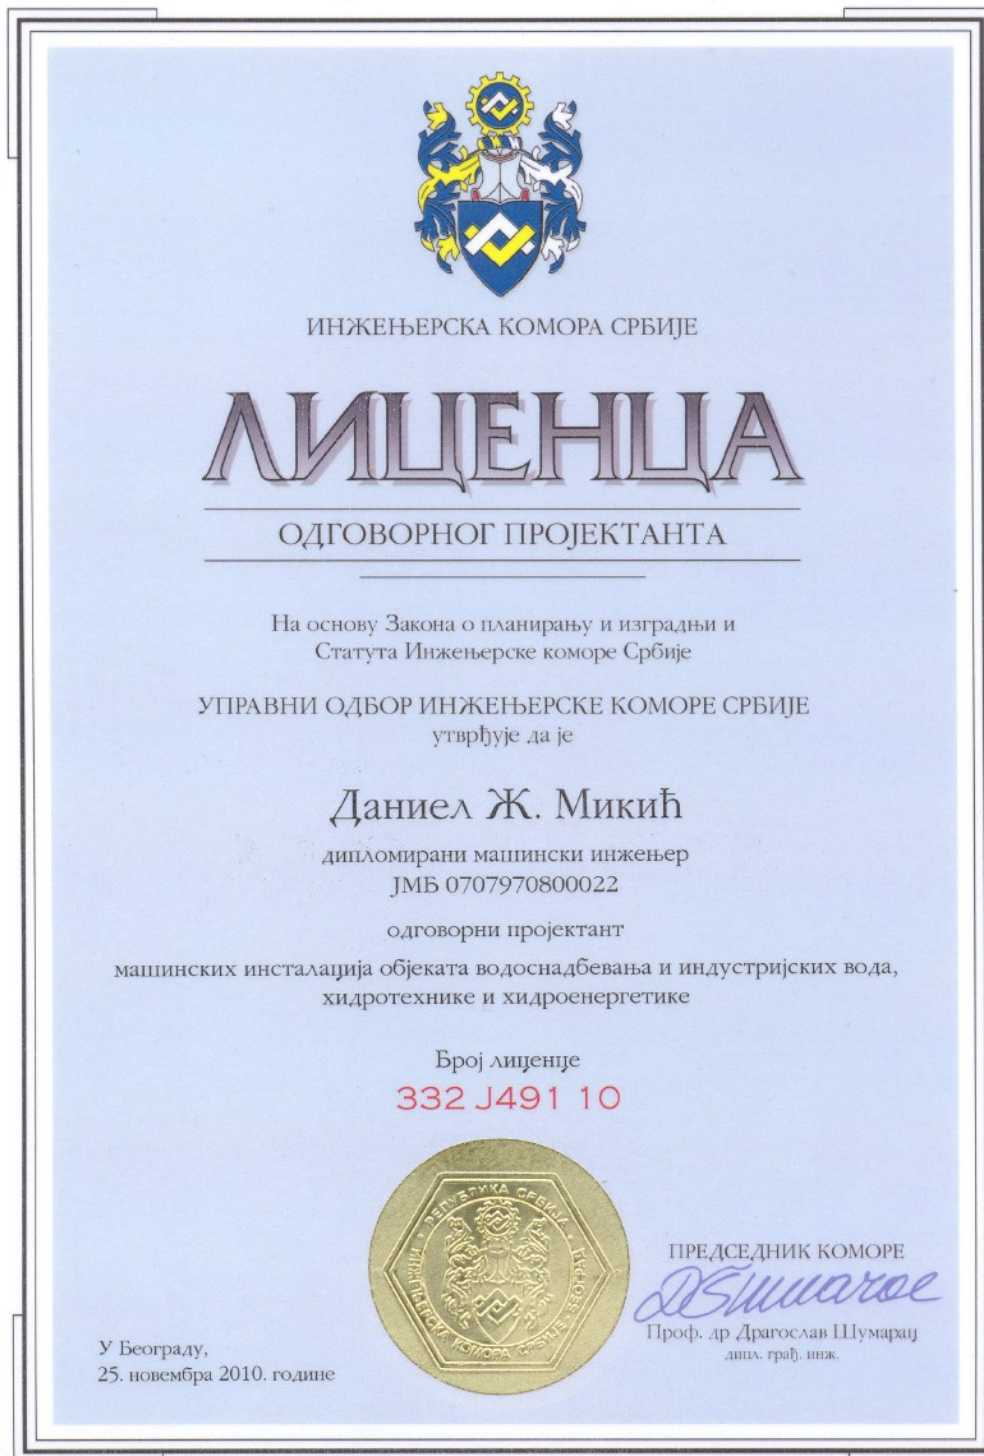 ИНЖЕЊЕРСКА КОМОРА СРБИЈЕ
ЛИЦЕНЦА
ОДГОВОРНОГ ПРОЈЕКТАНТА
На основу Закона о планирању и изградњи и
Статута Инжењерске коморе Србије
УПРАВНИ ОДБОР ИНЖЕЊЕРСКЕ КОМОРЕ СРБИЈЕ
утврђује да је
Даниел Ж. Микић
дипломирани машински инжењер
ЈМБ 0707970800022
одговорни пројектант
машинских инсталација објеката водоснадбевања и индустријских вода,
хидротехнике и хидроенергетике
Број лиценце
332 Ј491 10
РЕПУБЛИКА СРБИЈА
ИНЖЕЊЕРСКА КОМОРА СРБИЈЕ БЕОГРАД
ПРЕДСЕДНИК КОМОРЕ
Проф. др Драгослав Шумарац
дипл. грађ. инж.
У Београду,
25. новембра 2010. године